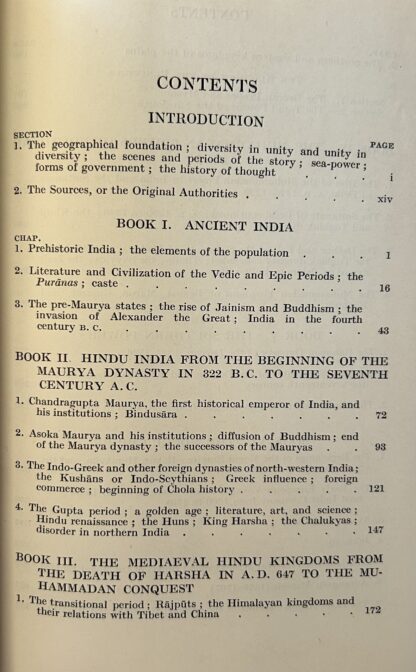 CONTENTS
INTRODUCTION
SECTION
PAGE
1. The geographical foundation ; diversity in unity and unity in
diversity ; the scenes and periods of the story ; sea-power ;
forms of government ; the history of thought . . . i
2. The Sources, or the Original Authorities . . . . . xiv
BOOK I. ANCIENT INDIA
CHAP.
1. Prehistoric India ; the elements of the population . . . 1
2. Literature and Civilization of the Vedic and Epic Periods ; the
Purānas ; caste . . . . . . . . . 16
3. The pre-Maurya states ; the rise of Jainism and Buddhism ; the
invasion of Alexander the Great ; India in the fourth
century B. C. . . . . . . . . . 43
BOOK II. HINDU INDIA FROM THE BEGINNING OF THE
MAURYA DYNASTY IN 322 B. C. TO THE SEVENTH
CENTURY A. C.
1. Chandragupta Maurya, the first historical emperor of India, and
his institutions ; Bindusāra . . . . . . . 72
2. Asoka Maurya and his institutions ; diffusion of Buddhism ; end
of the Maurya dynasty ; the successors of the Mauryas . . 93
3. The Indo-Greek and other foreign dynasties of north-western India ;
the Kushāns or Indo-Scythians ; Greek influence ; foreign
commerce ; beginning of Chola history . . . . . 121
4. The Gupta period ; a golden age ; literature, art, and science ;
Hindu renaissance ; the Huns ; King Harsha ; the Chalukyas ;
disorder in northern India . . . . . . . 147
BOOK III. THE MEDIAEVAL HINDU KINGDOMS FROM
THE DEATH OF HARSHA IN A. D. 647 TO THE MU-
HAMMADAN CONQUEST
1. The transitional period ; Rājpūts ; the Himalayan kingdoms and
their relations with Tibet and China . . . . . 172